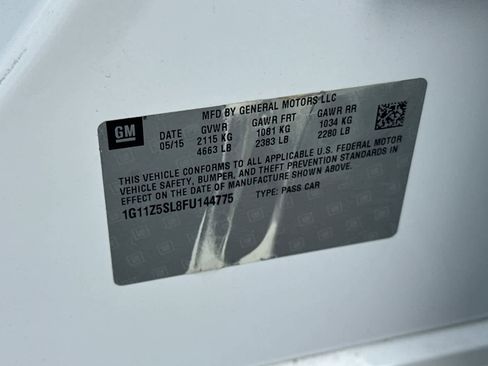 MFD BY GENERAL MOTORS LLC
GM DATE GVWR GAWR FRT GAWR RR
05/15 2115 KG 1081 KG 1034 KG
4663 LB 2383 LB 2280 LB
THIS VEHICLE CONFORMS TO ALL APPLICABLE U.S. FEDERAL MOTOR
VEHICLE SAFETY, BUMPER, AND THEFT PREVENTION STANDARDS
IN EFFECT ON THE DATE OF MANUFACTURE SHOWN ABOVE.
1G11Z5SL8FU144775 TYPE: PASS CAR